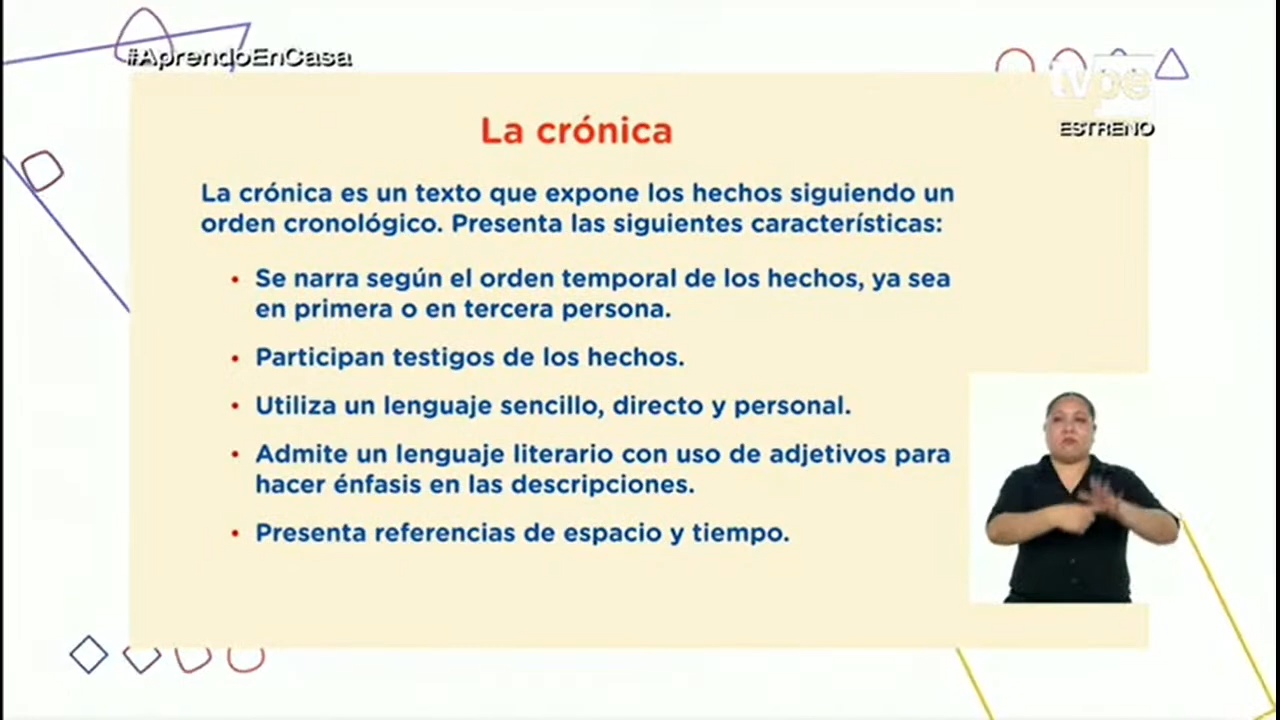 #AprendoEnCasa
tvpe
ESTRENO
La crónica
La crónica es un texto que expone los hechos siguiendo un
orden cronológico. Presenta las siguientes características:
• Se narra según el orden temporal de los hechos, ya sea
en primera o en tercera persona.
• Participan testigos de los hechos.
• Utiliza un lenguaje sencillo, directo y personal.
• Admite un lenguaje literario con uso de adjetivos para
hacer énfasis en las descripciones.
• Presenta referencias de espacio y tiempo.